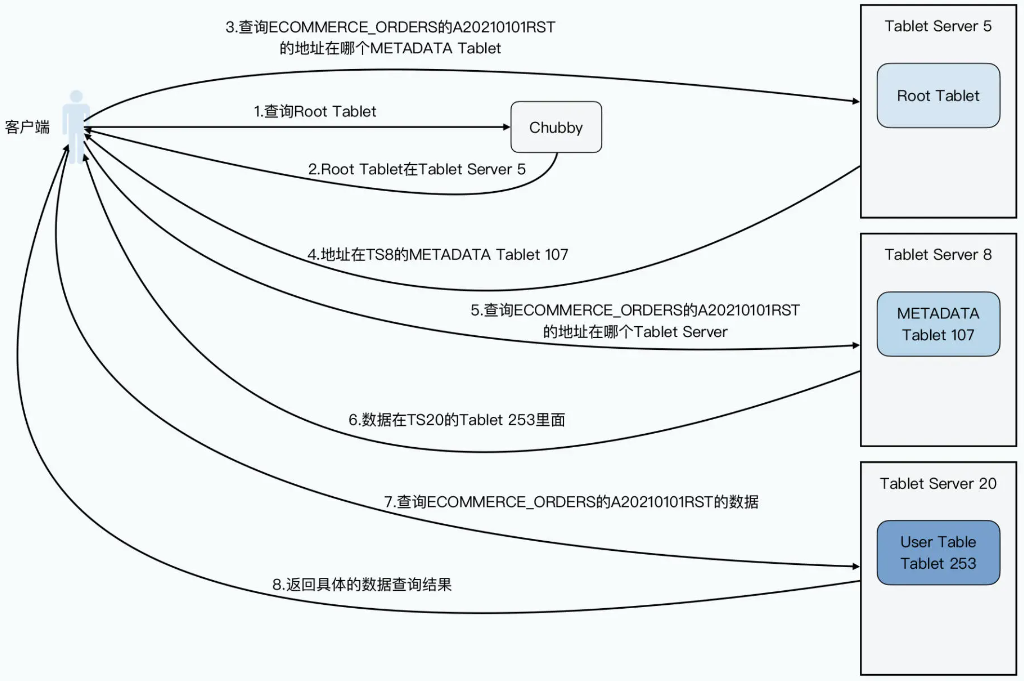 3.查询ECOMMERCE_ORDERS的A20210101RST
的地址在哪个METADATA Tablet
Tablet Server 5
Root Tablet
客户端
1.查询Root Tablet
Chubby
2.Root Tablet在Tablet Server 5
4.地址在TS8的METADATA Tablet 107
Tablet Server 8
METADATA
Tablet 107
5.查询ECOMMERCE_ORDERS的A20210101RST
的地址在哪个Tablet Server
6.数据在TS20的Tablet 253里面
Tablet Server 20
User Table
Tablet 253
7.查询ECOMMERCE_ORDERS的A20210101RST的数据
8.返回具体的数据查询结果